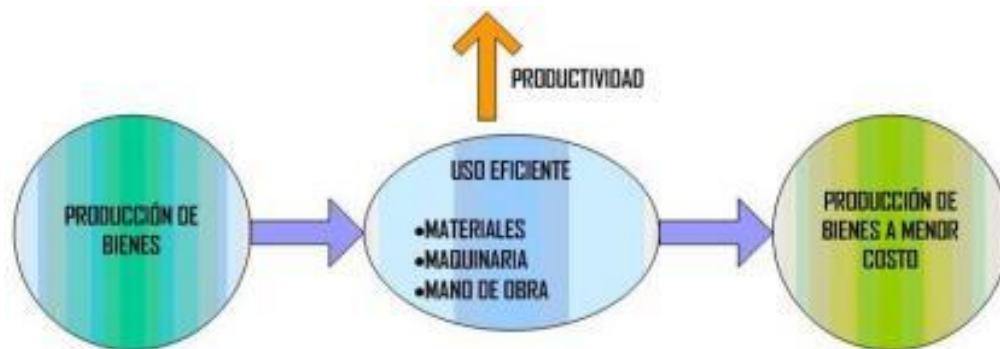 PRODUCTIVIDAD
PRODUCCIÓN DE
BIENES
USO EFICIENTE
•MATERIALES
•MAQUINARIA
•MANO DE OBRA
PRODUCCIÓN DE
BIENES A MENOR
COSTO